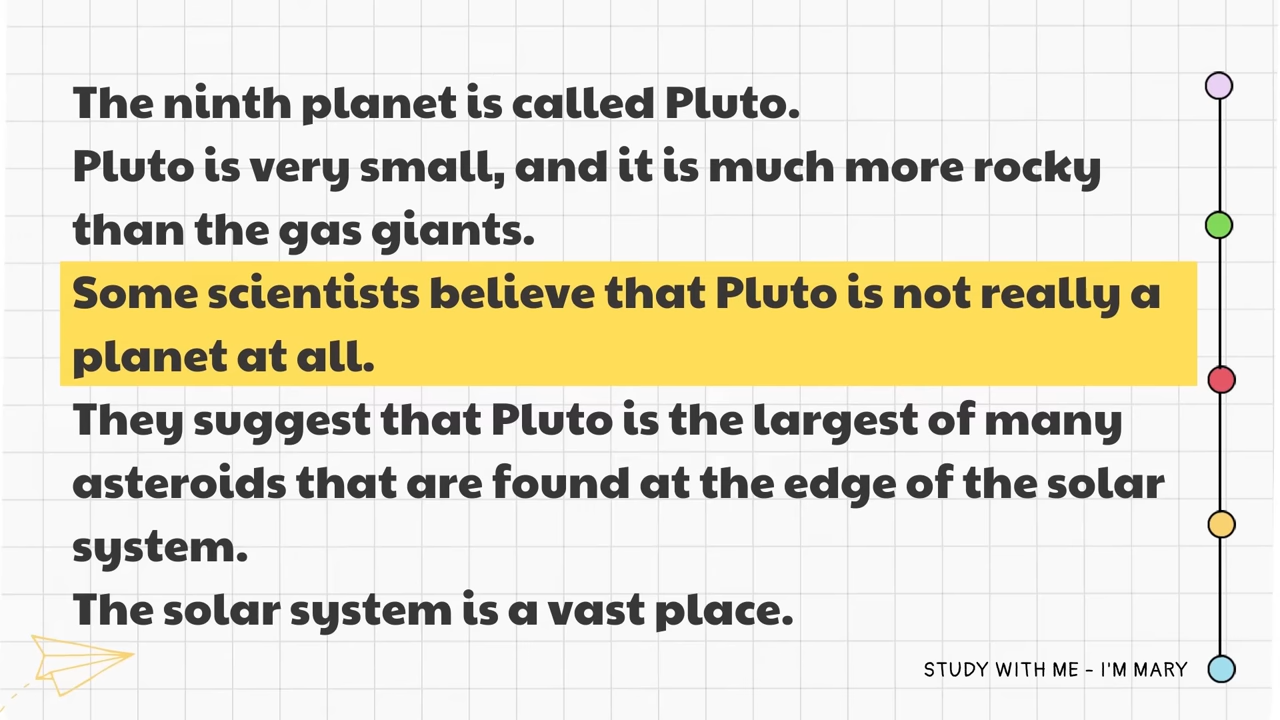 The ninth planet is called Pluto.
Pluto is very small, and it is much more rocky
than the gas giants.
Some scientists believe that Pluto is not really a
planet at all.
They suggest that Pluto is the largest of many
asteroids that are found at the edge of the solar
system.
The solar system is a vast place.
STUDY WITH ME – I'M MARY